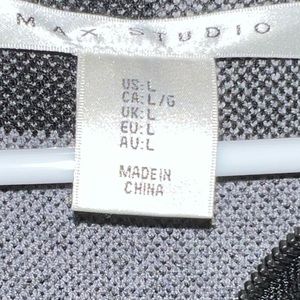 MAX STUDIO
US:L
CA:L/G
UK:L
EU:L
AU:L
MADE IN
CHINA